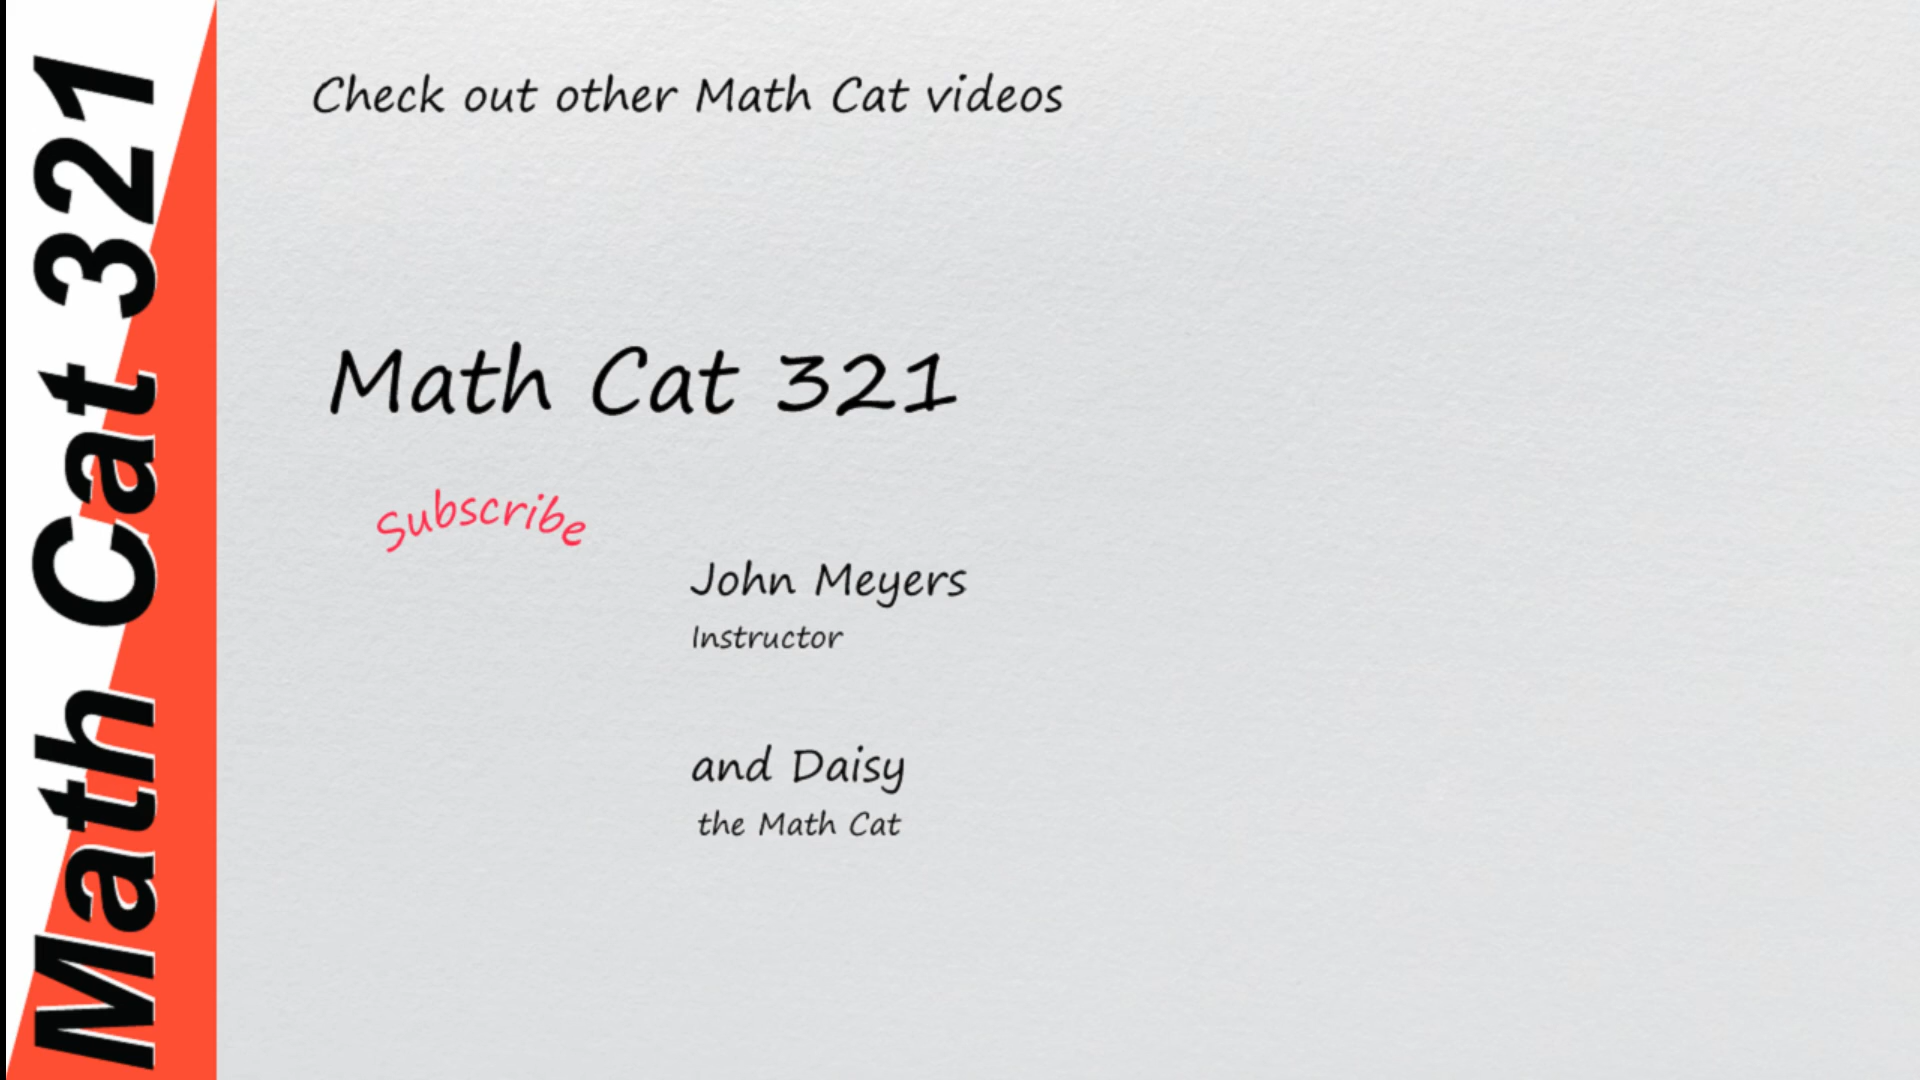 Math Cat 321
Check out other Math Cat videos
Math Cat 321
Subscribe
John Meyers
Instructor
and Daisy
the Math Cat